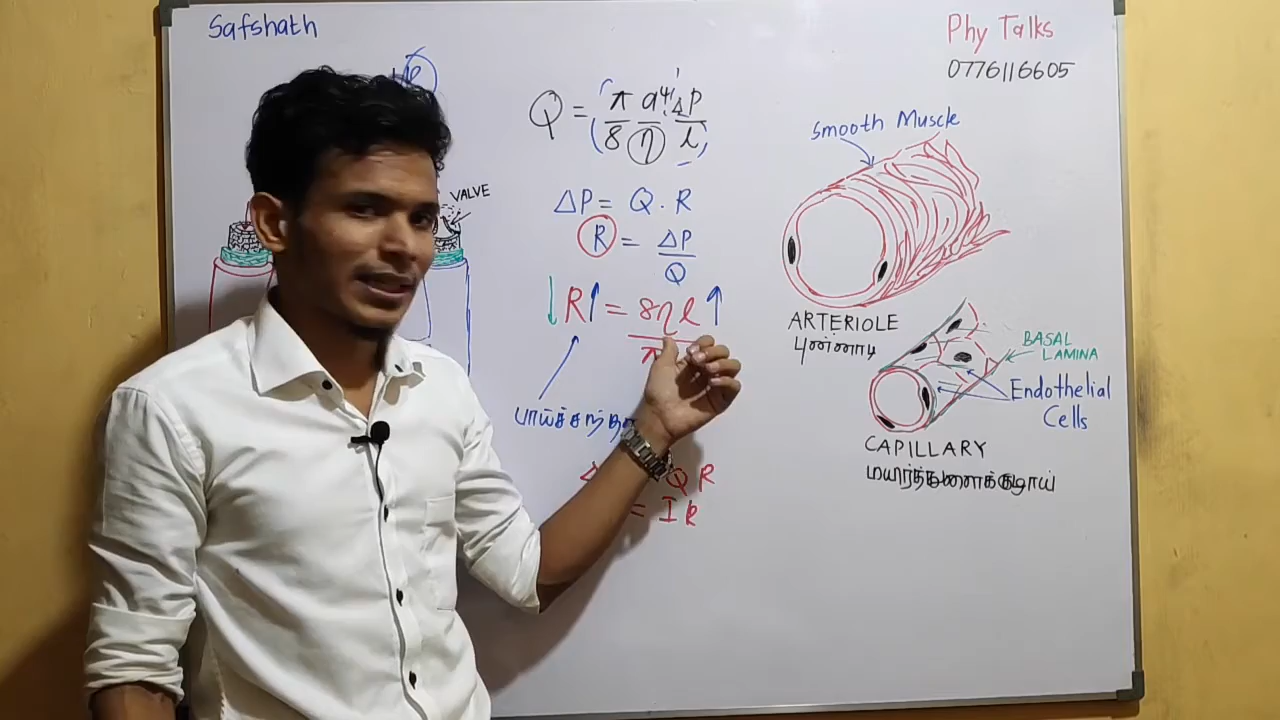 Safshath
Phy Talks
0776116605
VALVE
Q = π/8 a⁴/η ΔP/l
ΔP = Q . R
R = ΔP/Q
↓ R ↑ = 8ηl ↑
π
Q R
= I R
Smooth Muscle
ARTERIOLE
புன்னாடி
BASAL
LAMINA
Endothelial
Cells
CAPILLARY